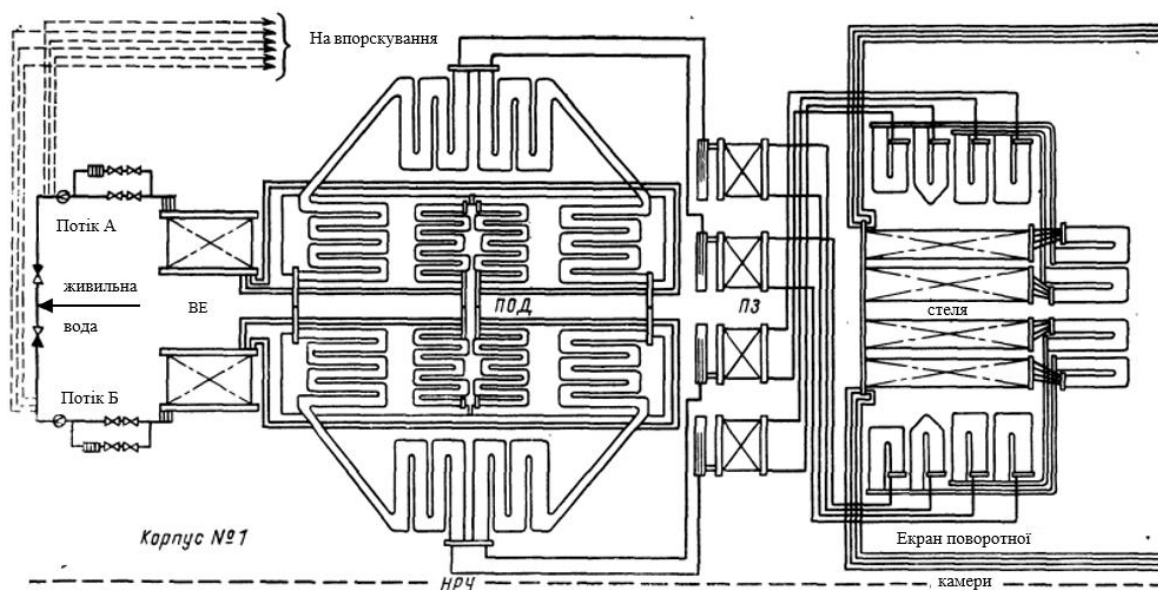 На впорскування
Потік А
живильна
вода
ВЕ
Потік Б
ПОД
ПЗ
стеля
Корпус №1
НРЧ
Екран поворотної
камери